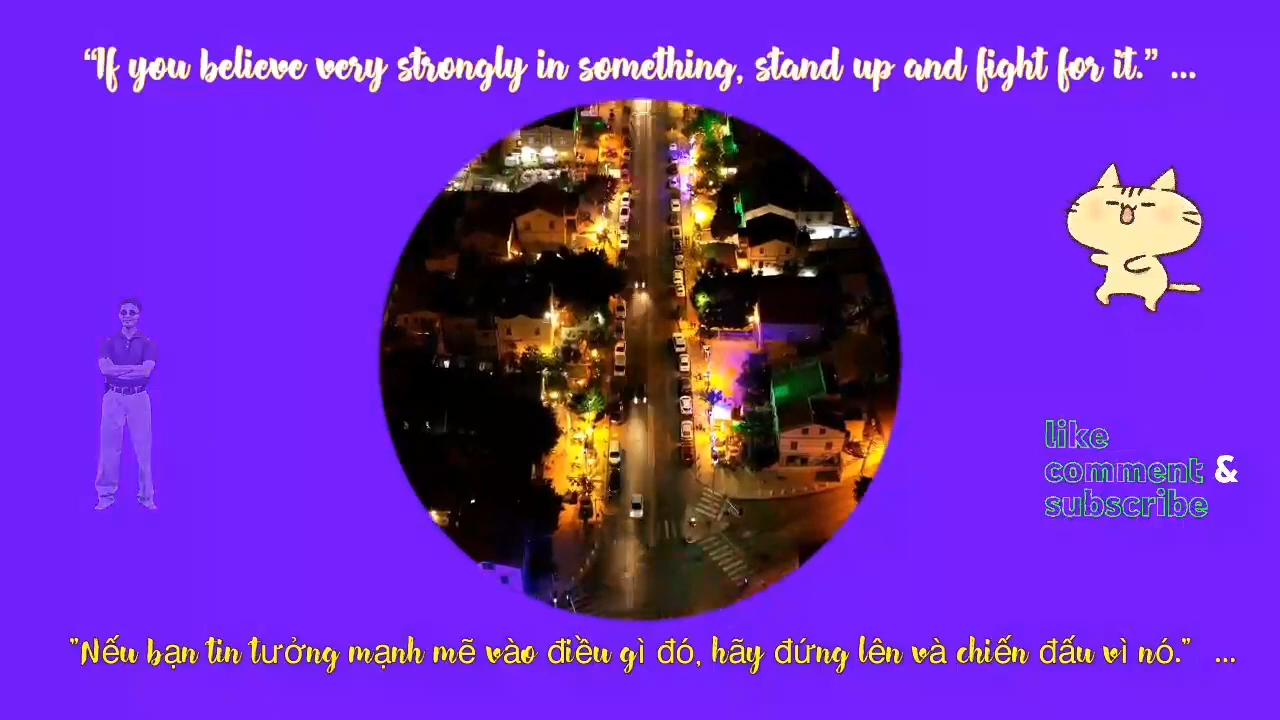 “If you believe very strongly in something, stand up and fight for it.” ...
like
comment &
subscribe
"Nếu bạn tin tưởng mạnh mẽ vào điều gì đó, hãy đứng lên và chiến đấu vì nó." ...